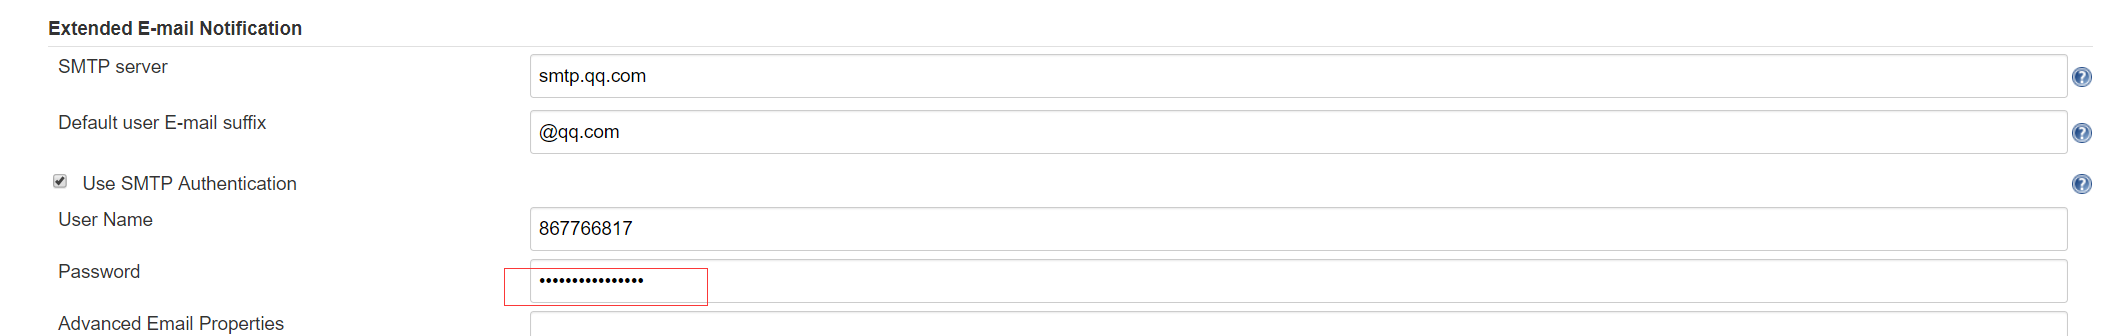 Extended E-mail Notification
SMTP server
smtp.qq.com
Default user E-mail suffix
@qq.com
Use SMTP Authentication
User Name
867766817
Password
••••••••••••••••
Advanced Email Properties